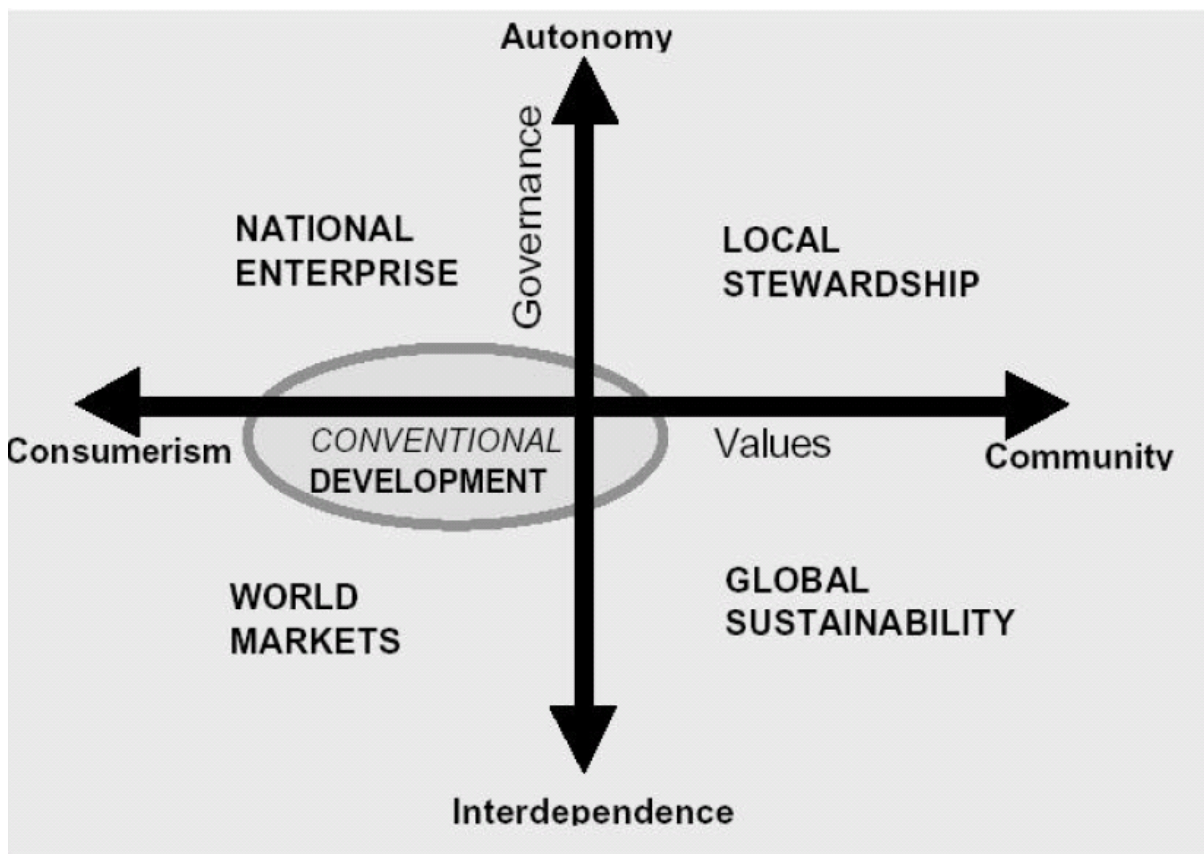 Autonomy
Governance
NATIONAL
ENTERPRISE
LOCAL
STEWARDSHIP
CONVENTIONAL
DEVELOPMENT
Consumerism
Values
Community
WORLD
MARKETS
GLOBAL
SUSTAINABILITY
Interdependence